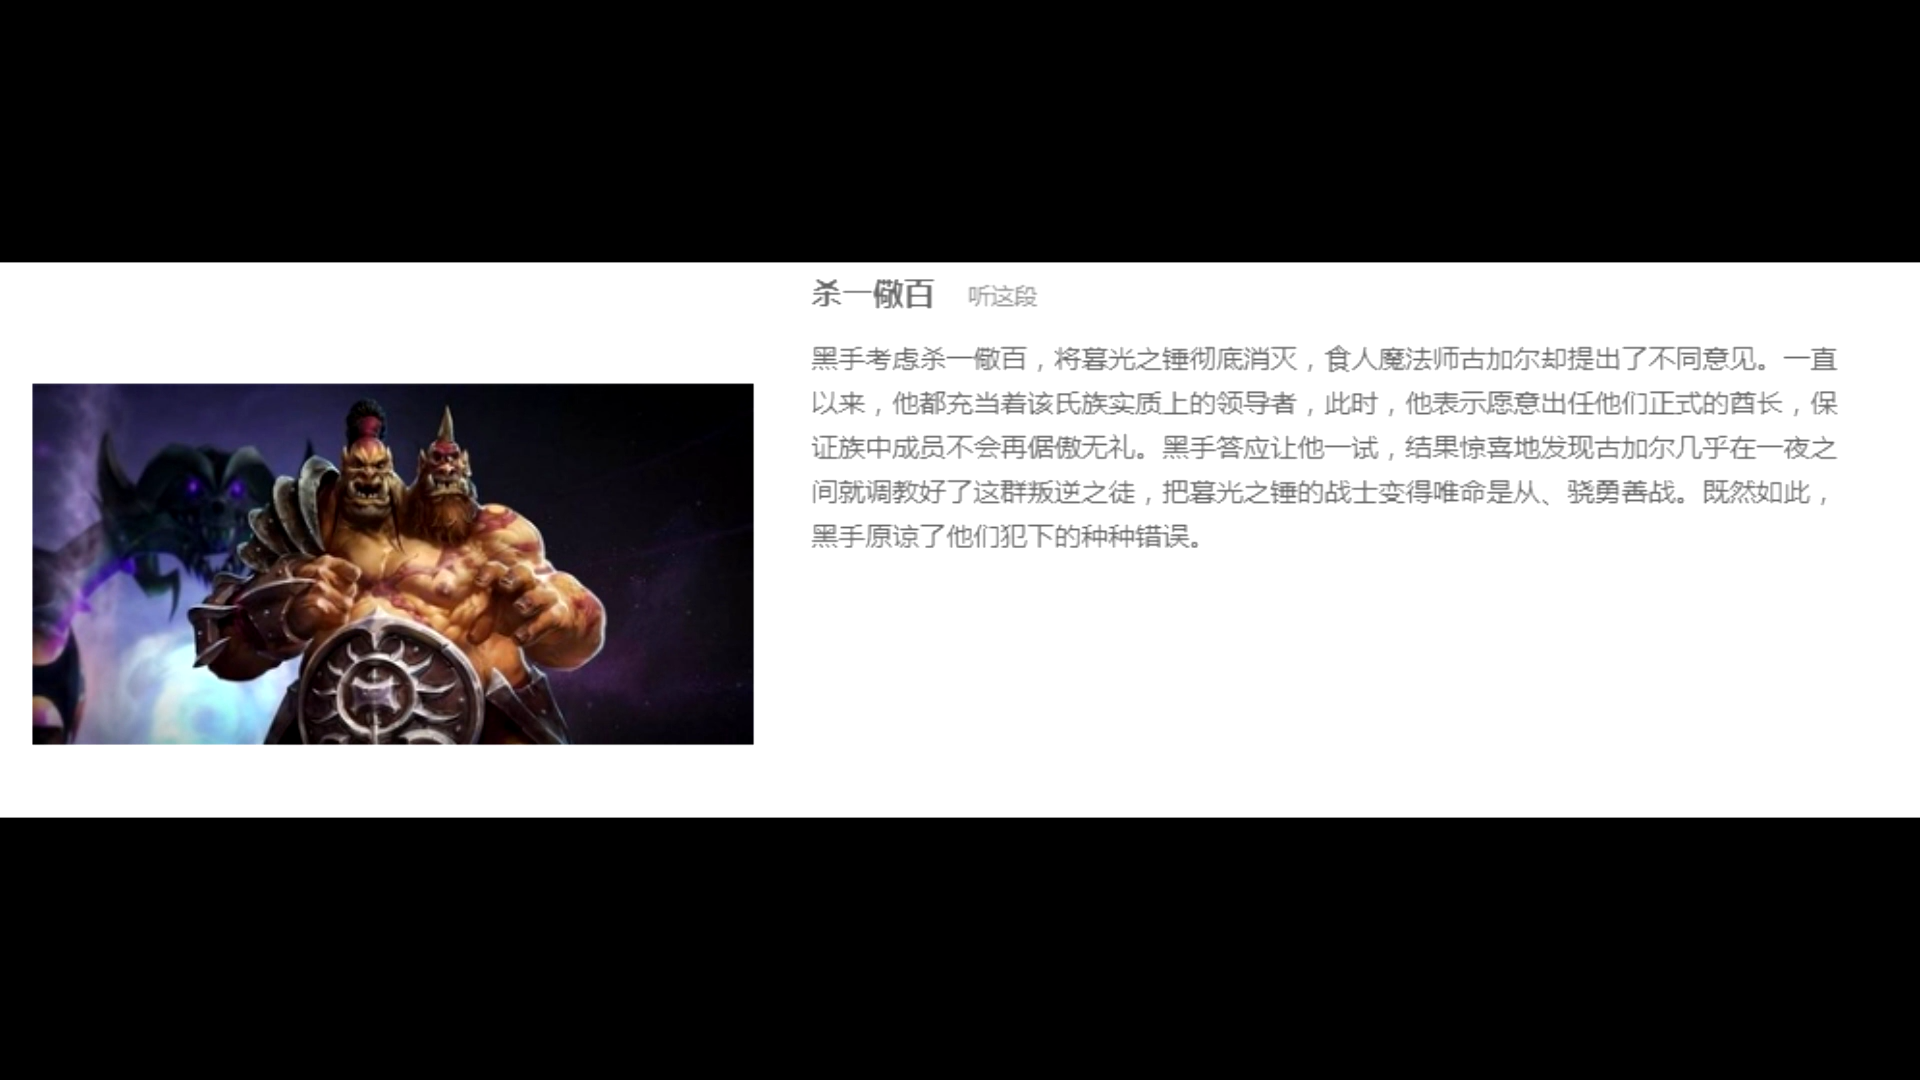 杀一儆百 听这段
黑手考虑杀一儆百，将暮光之锤彻底消灭，食人魔法师古加尔却提出了不同意见。一直
以来，他都充当着该氏族实质上的领导者，此时，他表示愿意出任他们正式的酋长，保
证族中成员不会再倨傲无礼。黑手答应让他一试，结果惊喜地发现古加尔几乎在一夜之
间就调教好了这群叛逆之徒，把暮光之锤的战士变得唯命是从、骁勇善战。既然如此，
黑手原谅了他们犯下的种种错误。